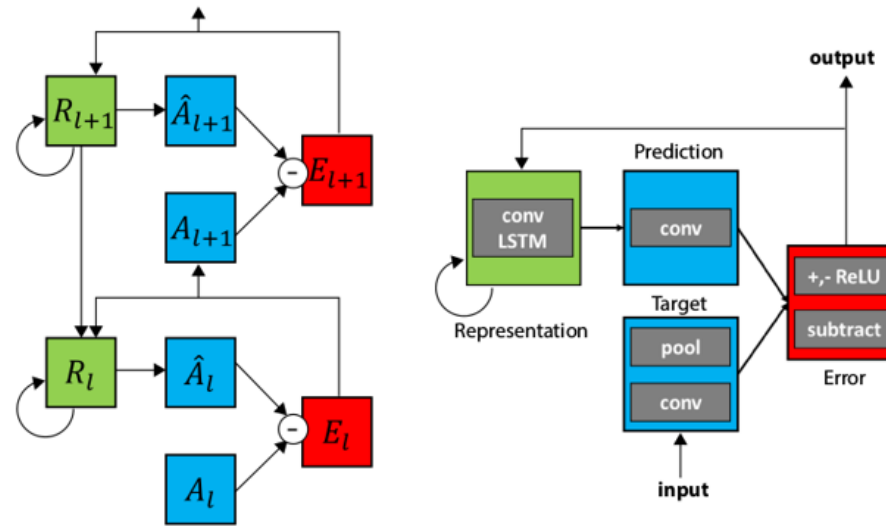 R_{l+1}
Â_{l+1}
−
E_{l+1}
A_{l+1}
R_l
Â_l
−
E_l
A_l
output
Prediction
conv
LSTM
conv
Representation
Target
+,- ReLU
subtract
Error
pool
conv
input